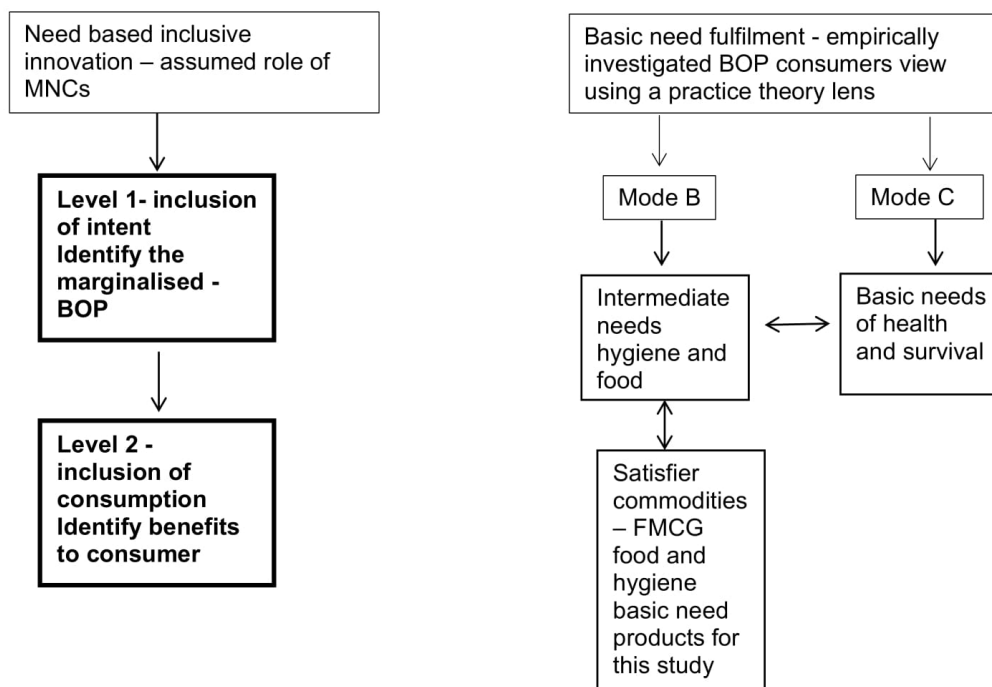 Need based inclusive
innovation – assumed role of
MNCs
Level 1- inclusion
of intent
Identify the
marginalised -
BOP
Level 2 -
inclusion of
consumption
Identify benefits
to consumer
Basic need fulfilment - empirically
investigated BOP consumers view
using a practice theory lens
Mode B
Mode C
Intermediate
needs
hygiene and
food
Basic needs
of health
and survival
Satisfier
commodities
– FMCG
food and
hygiene
basic need
products for
this study